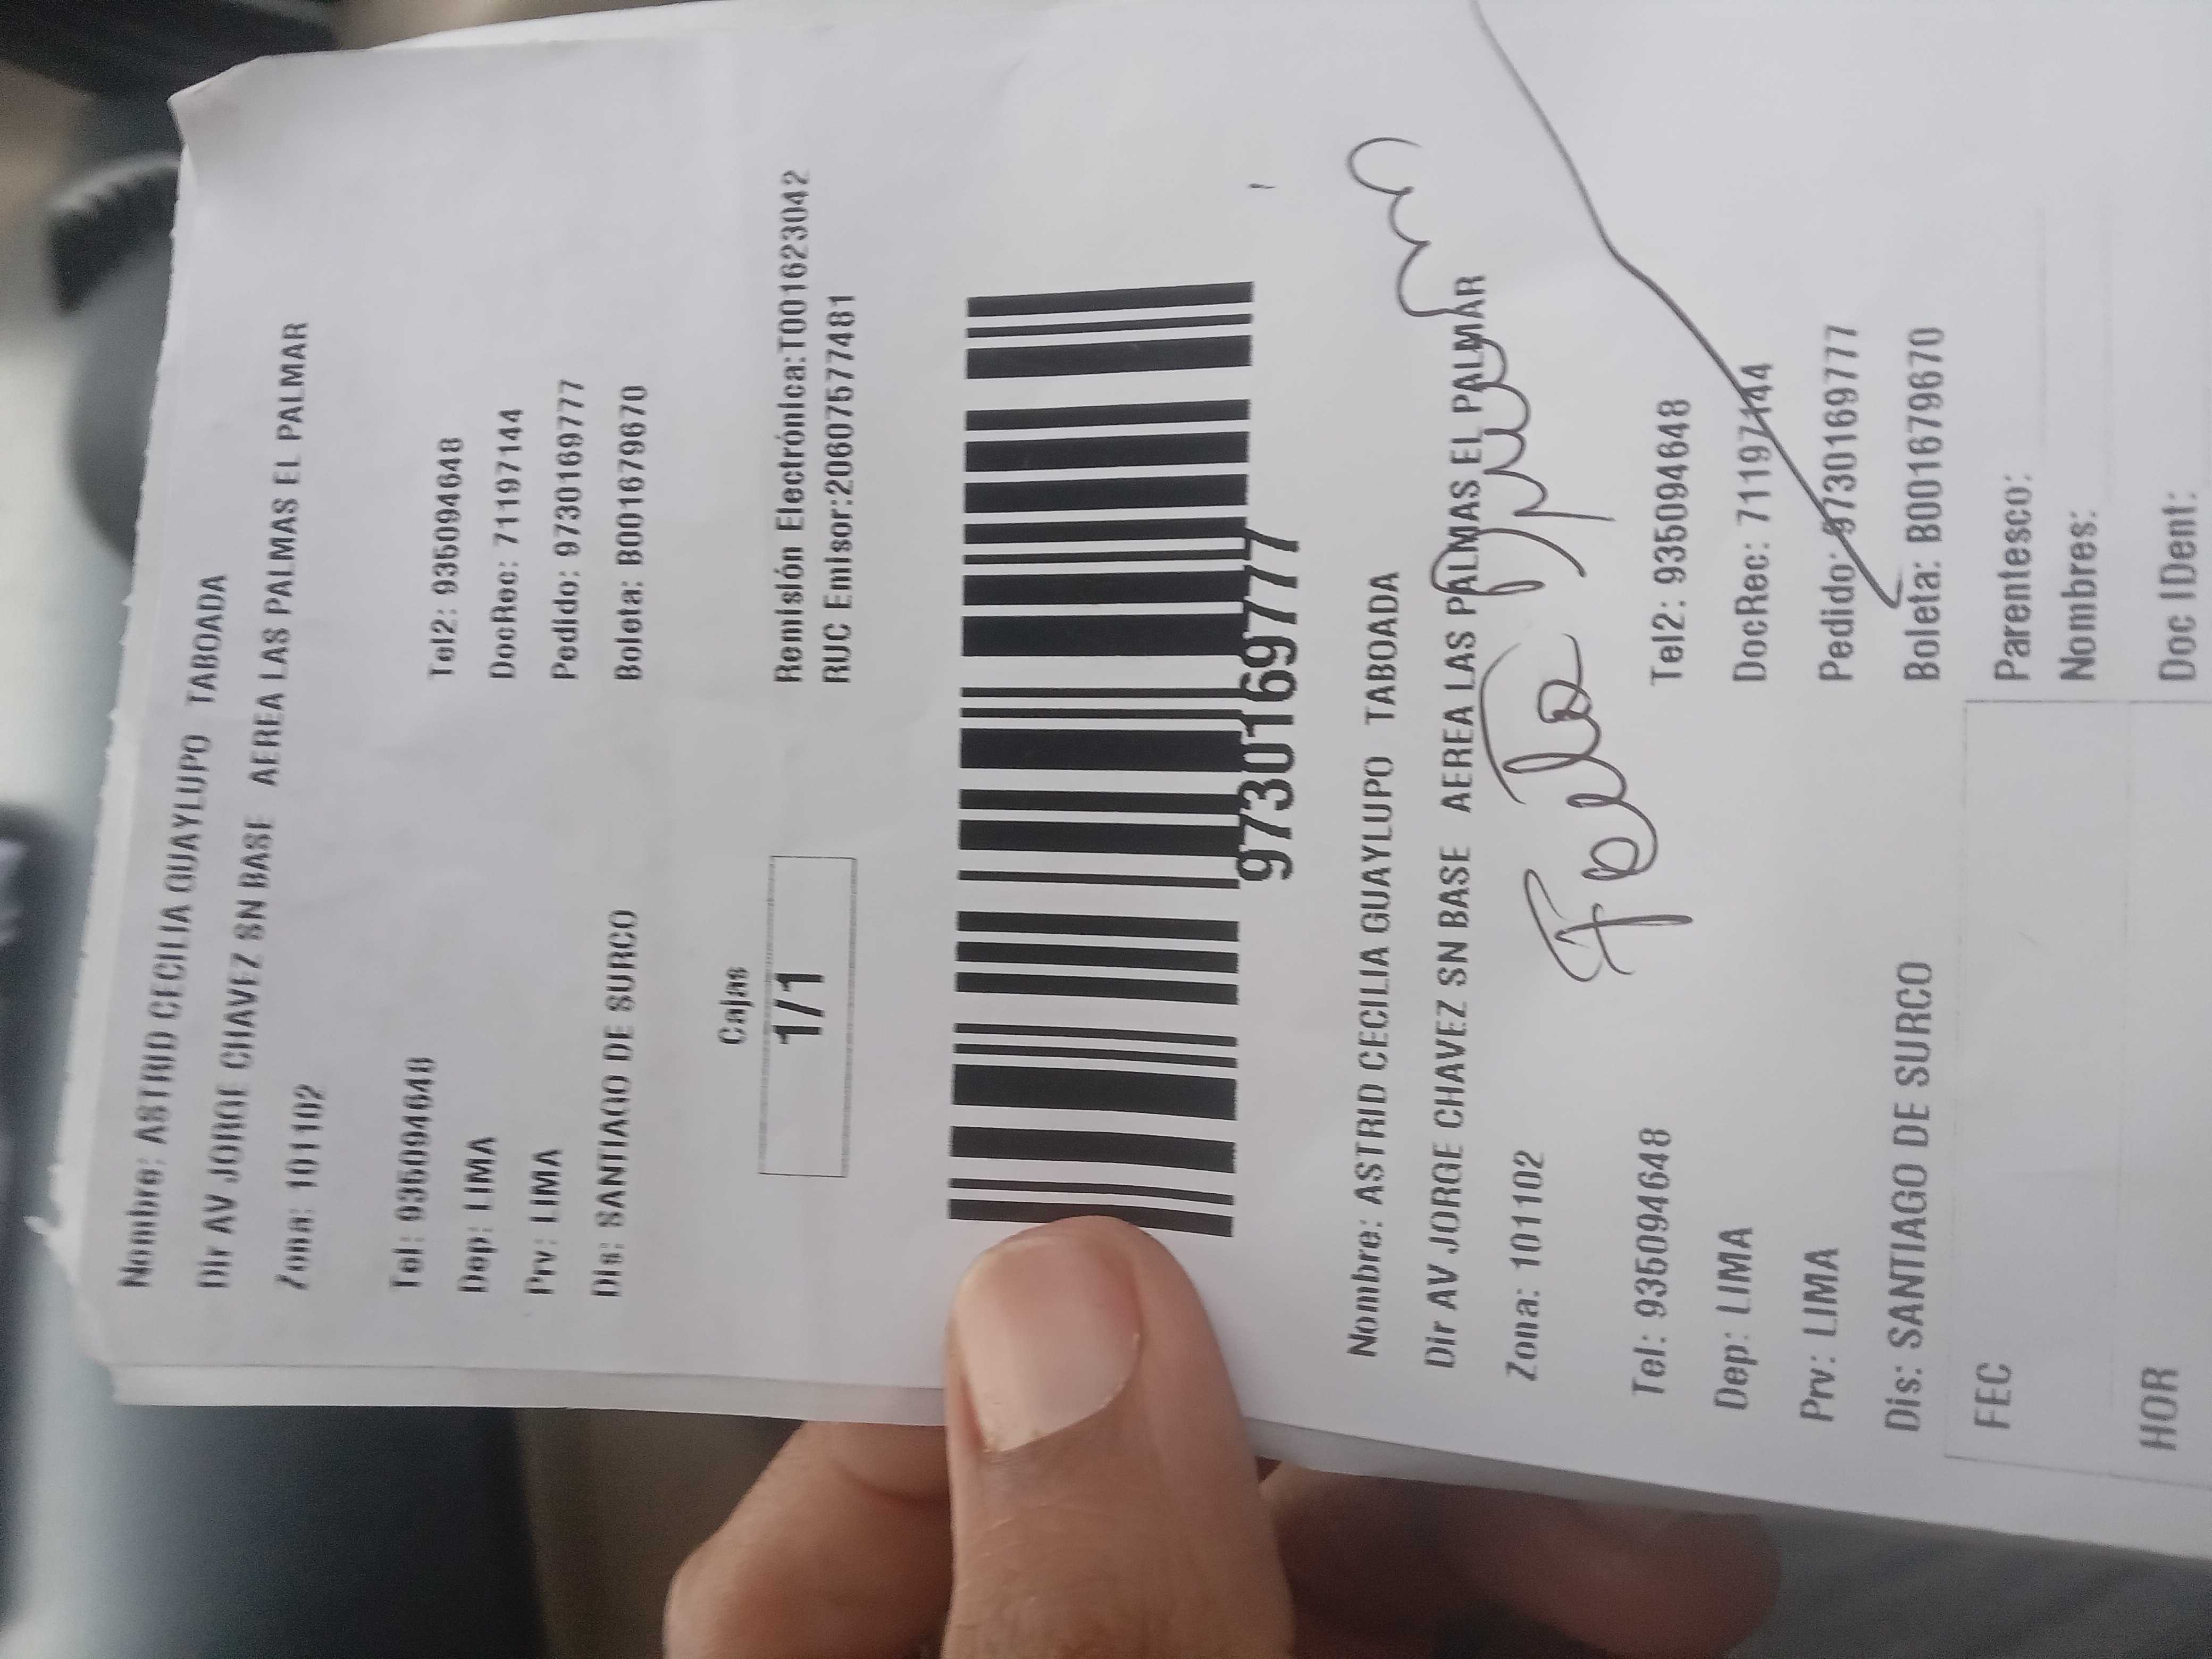 Nombre: ASTRID CECILIA GUAYLUPO TABOADA
Dir AV JORGE CHAVEZ SN BASE AEREA LAS PALMAS EL PALMAR
Zona: 101102
Tel: 935094648 Tel2: 935094648
Dep: LIMA DocRec: 71197144
Prv: LIMA Pedido: 9730169777
Dis: SANTIAGO DE SURCO Boleta: B001679670
Cajas
1/1
Remisión Electrónica:T001623042
RUC Emisor:20607577481
9730169777
Nombre: ASTRID CECILIA GUAYLUPO TABOADA
Dir AV JORGE CHAVEZ SN BASE AEREA LAS PALMAS EL PALMAR
Zona: 101102
Tel: 935094648 Tel2: 935094648
Dep: LIMA DocRec: 71197144
Prv: LIMA Pedido: 9730169777
Dis: SANTIAGO DE SURCO Boleta: B001679670
FEC Parentesco:
Nombres:
HOR Doc IDent: